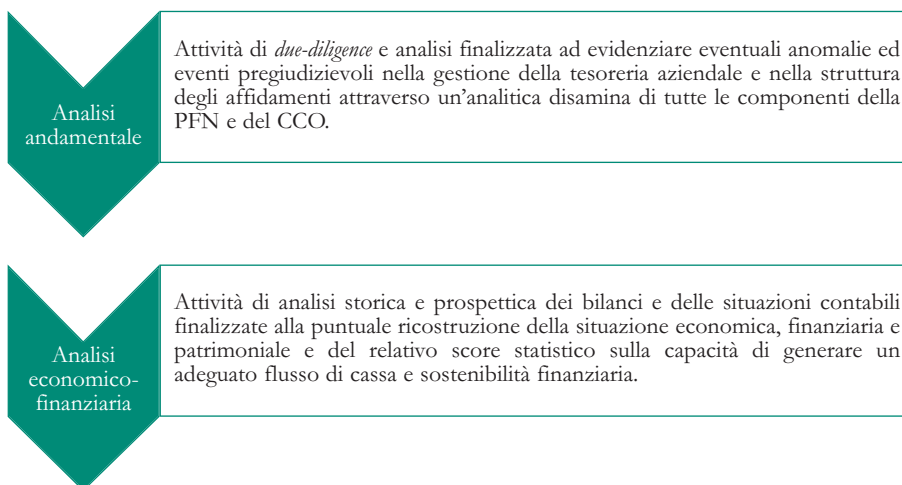 Analisi
andamentale
Attività di due-diligence e analisi finalizzata ad evidenziare eventuali anomalie ed
eventi pregiudizievoli nella gestione della tesoreria aziendale e nella struttura
degli affidamenti attraverso un’analitica disamina di tutte le componenti della
PFN e del CCO.
Analisi
economico-
finanziaria
Attività di analisi storica e prospettica dei bilanci e delle situazioni contabili
finalizzate alla puntuale ricostruzione della situazione economica, finanziaria e
patrimoniale e del relativo score statistico sulla capacità di generare un
adeguato flusso di cassa e sostenibilità finanziaria.